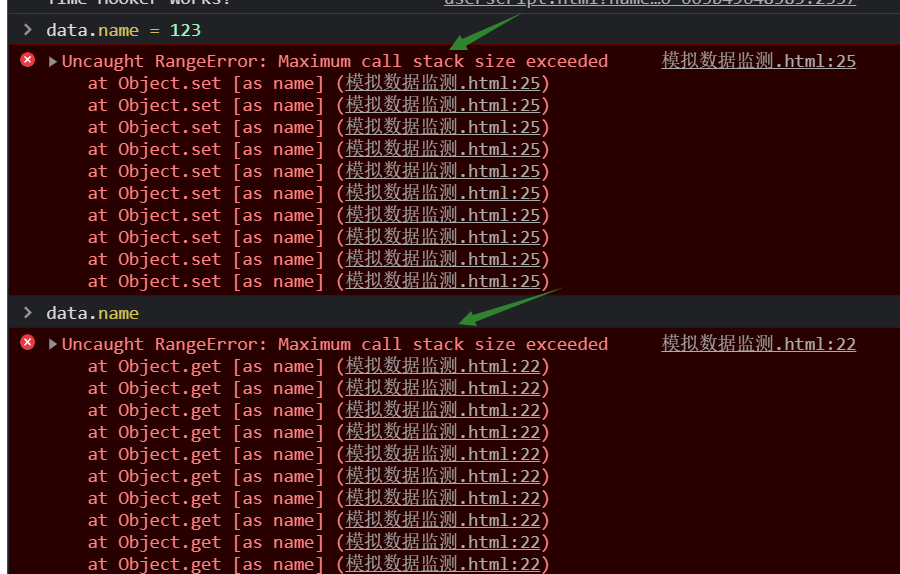 Time Hooker Works!
> data.name = 123
Uncaught RangeError: Maximum call stack size exceeded 模拟数据监测.html:25
at Object.set [as name] (模拟数据监测.html:25)
at Object.set [as name] (模拟数据监测.html:25)
at Object.set [as name] (模拟数据监测.html:25)
at Object.set [as name] (模拟数据监测.html:25)
at Object.set [as name] (模拟数据监测.html:25)
at Object.set [as name] (模拟数据监测.html:25)
at Object.set [as name] (模拟数据监测.html:25)
at Object.set [as name] (模拟数据监测.html:25)
at Object.set [as name] (模拟数据监测.html:25)
at Object.set [as name] (模拟数据监测.html:25)
> data.name
Uncaught RangeError: Maximum call stack size exceeded 模拟数据监测.html:22
at Object.get [as name] (模拟数据监测.html:22)
at Object.get [as name] (模拟数据监测.html:22)
at Object.get [as name] (模拟数据监测.html:22)
at Object.get [as name] (模拟数据监测.html:22)
at Object.get [as name] (模拟数据监测.html:22)
at Object.get [as name] (模拟数据监测.html:22)
at Object.get [as name] (模拟数据监测.html:22)
at Object.get [as name] (模拟数据监测.html:22)
at Object.get [as name] (模拟数据监测.html:22)
at Object.get [as name] (模拟数据监测.html:22)